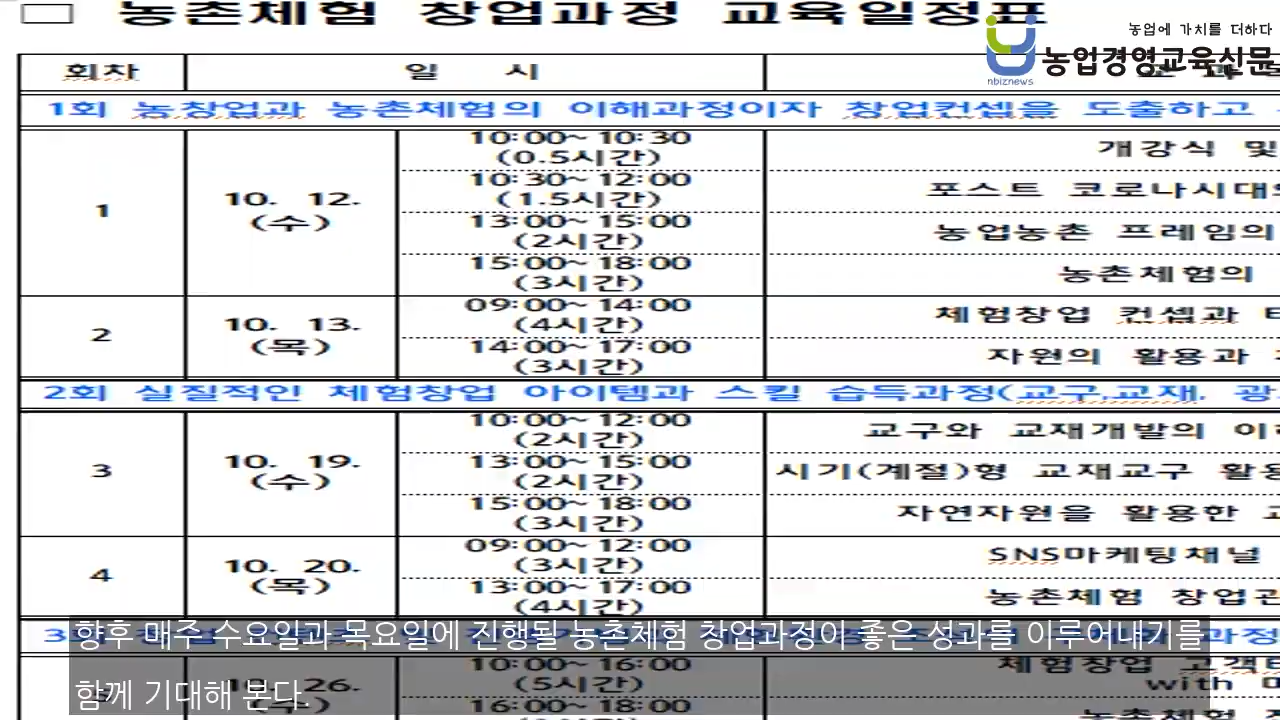 □ 농촌체험 창업과정 교육일정표
농업에 가치를 더하다
농업경영교육신문
nbiznews
회차 일 시
1회 농창업과 농촌체험의 이해과정이자 창업컨셉을 도출하고
1
10. 12.
(수)
10:00~ 10:30
(0.5시간)
개강식 및
10:30~ 12:00
(1.5시간)
포스트 코로나시대의
13:00~ 15:00
(2시간)
농업농촌 프레임의
15:00~ 18:00
(3시간)
농촌체험의
2
10. 13.
(목)
09:00~ 14:00
(4시간)
체험창업 컨셉과
14:00~ 17:00
(3시간)
자원의 활용과
2회 실질적인 체험창업 아이템과 스킬 습득과정(교구,교재,
3
10. 19.
(수)
10:00~ 12:00
(2시간)
교구와 교재개발의
13:00~ 15:00
(2시간)
시기(계절)형 교재교구
15:00~ 18:00
(3시간)
자연자원을 활용한
4
10. 20.
(목)
09:00~ 12:00
(3시간)
SNS마케팅채널
13:00~ 17:00
(4시간)
농촌체험
향후 매주 수요일과 목요일에 진행될 농촌체험 창업과정이 좋은 성과를 이루어내기를
함께 기대해 본다.
10:00~ 16:00
(5시간)
체험창업
with
26.
(수)
16:00~ 18:00
농촌체험